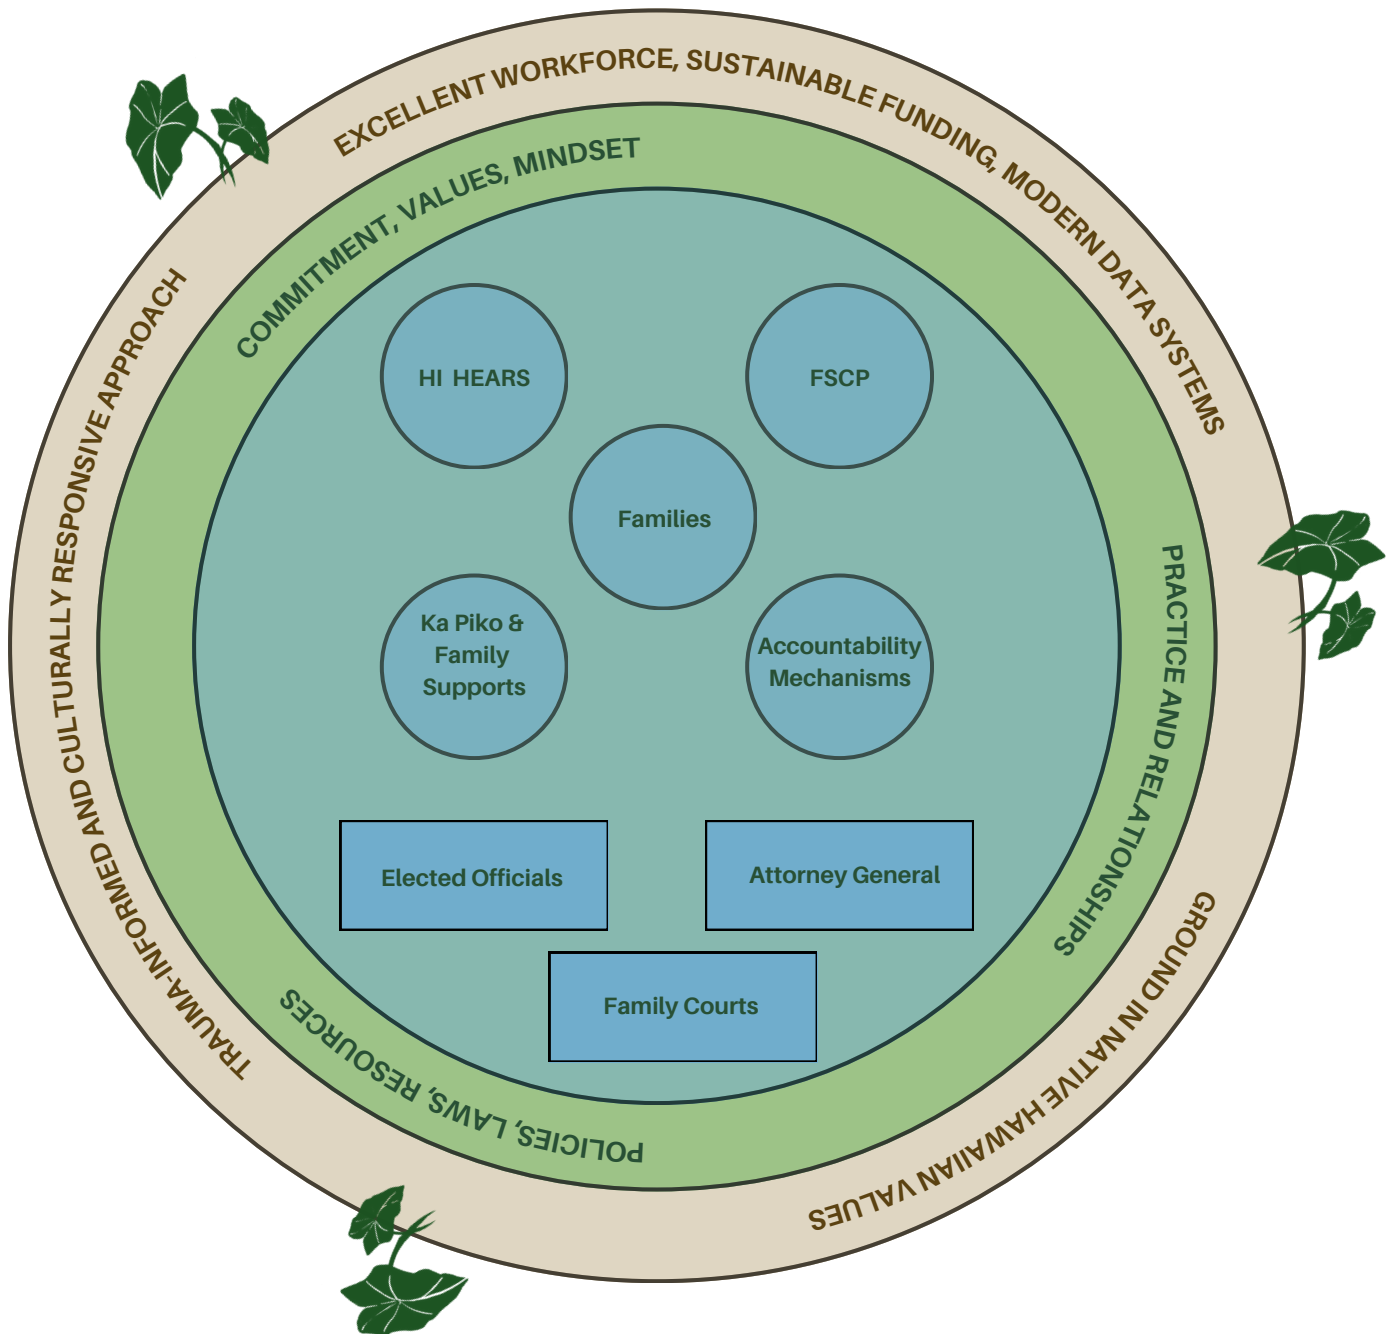 EXCELLENT WORKFORCE, SUSTAINABLE FUNDING, MODERN DATA SYSTEMS
GROUND IN NATIVE HAWAIIAN VALUES
TRAUMA-INFORMED AND CULTURALLY RESPONSIVE APPROACH
COMMITMENT, VALUES, MINDSET
PRACTICE AND RELATIONSHIPS
POLICIES, LAWS, RESOURCES
HI HEARS
FSCP
Families
Ka Piko &
Family
Supports
Accountability
Mechanisms
Elected Officials
Attorney General
Family Courts